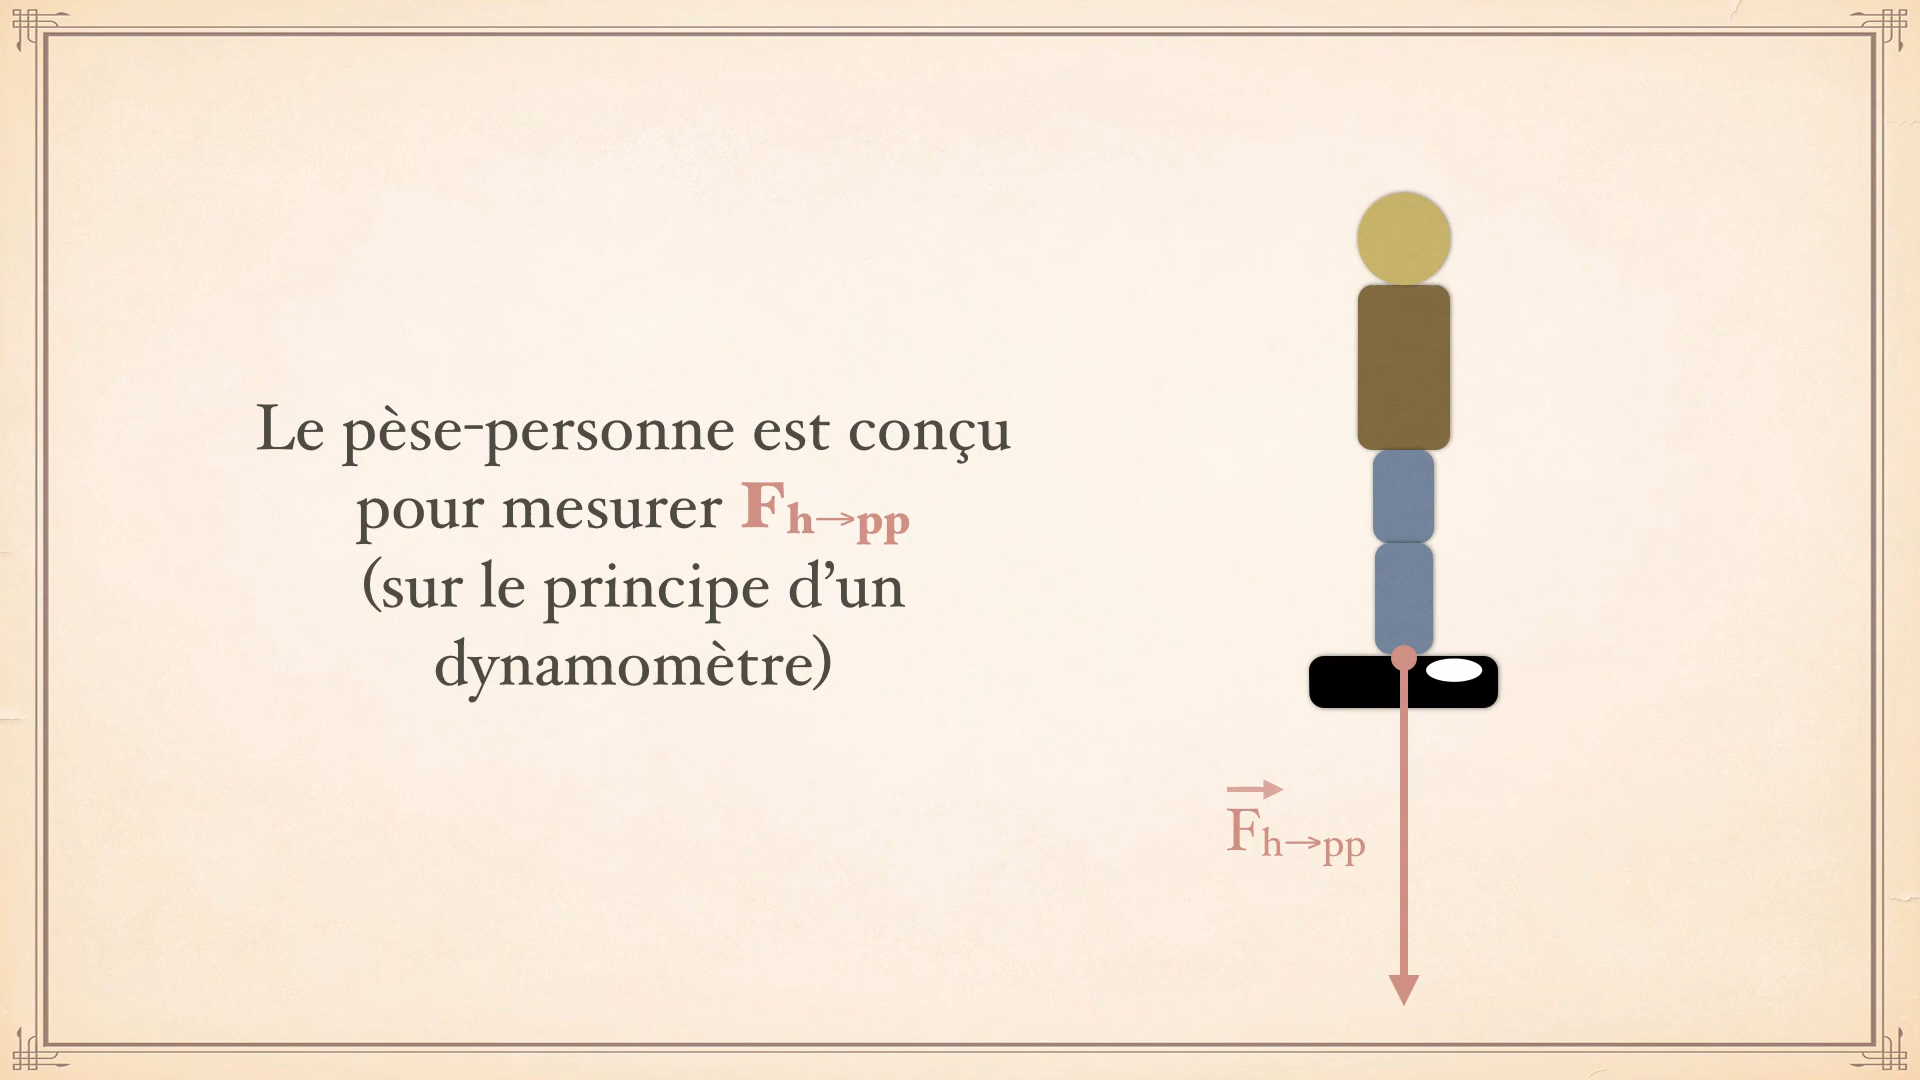 Le pèse-personne est conçu
pour mesurer Fh→pp
(sur le principe d’un
dynamomètre)
Fh→pp